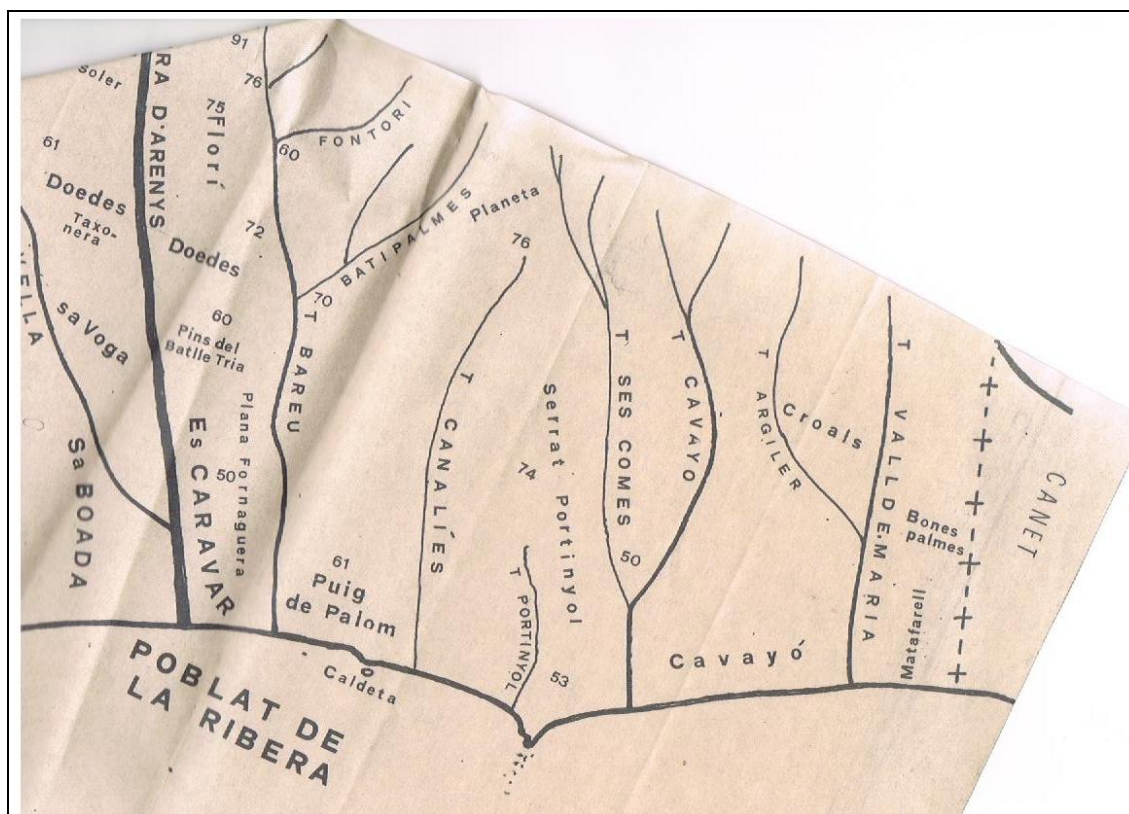 91
soler
RA D'ARENYS
76
75
Florí
FONTORI
61
60
Doedes
Taxo-
nera
BATIPALMES
Planeta
72
Doedes
76
VELLA
70
sa Voga
60
Pins del
Batlle Tria
T BAREU
T CANALÍES
T SES COMES
T CAVAYO
T ARGILER
Croals
T VALLDEMARIA
CANET
Serrat Portinyol
Plana Fornaguera
Es CARAVAR
Sa BOADA
50
74
Bones
palmes
61
Puig
de Palom
T PORTINYOL
50
Matafarell
Cavayó
53
Caldeta
POBLAT DE
LA RIBERA